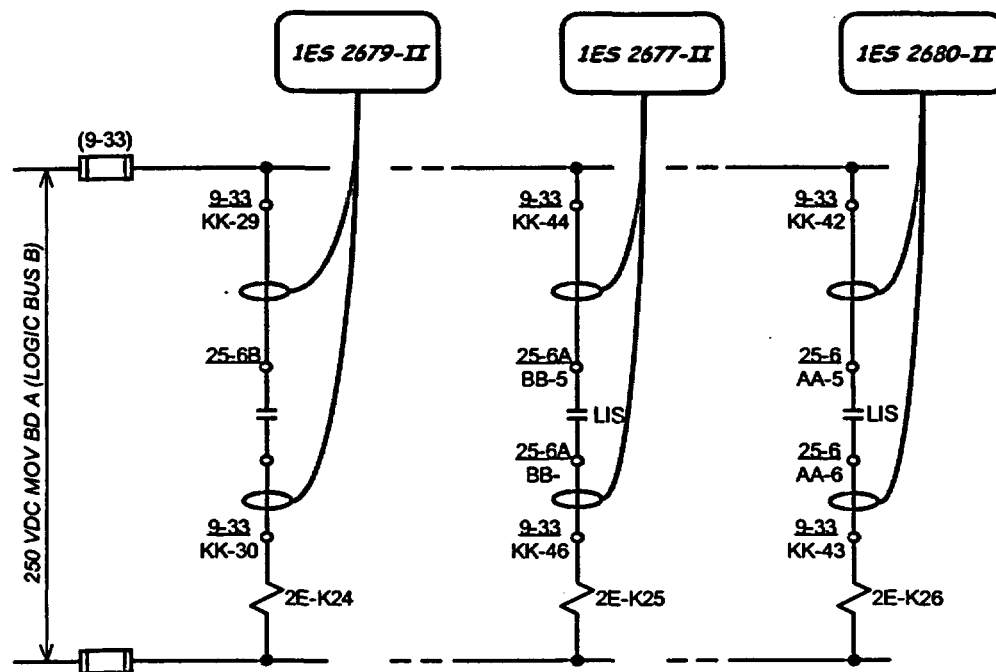 1ES 2679-II
1ES 2677-II
1ES 2680-II
(9-33)
9-33
KK-29
9-33
KK-44
9-33
KK-42
250 VDC MOV BD A (LOGIC BUS B)
25-6B
25-6A
BB-5
25-6
AA-5
LIS
LIS
25-6A
BB-
25-6
AA-6
9-33
KK-30
9-33
KK-46
9-33
KK-43
2E-K24
2E-K25
2E-K26